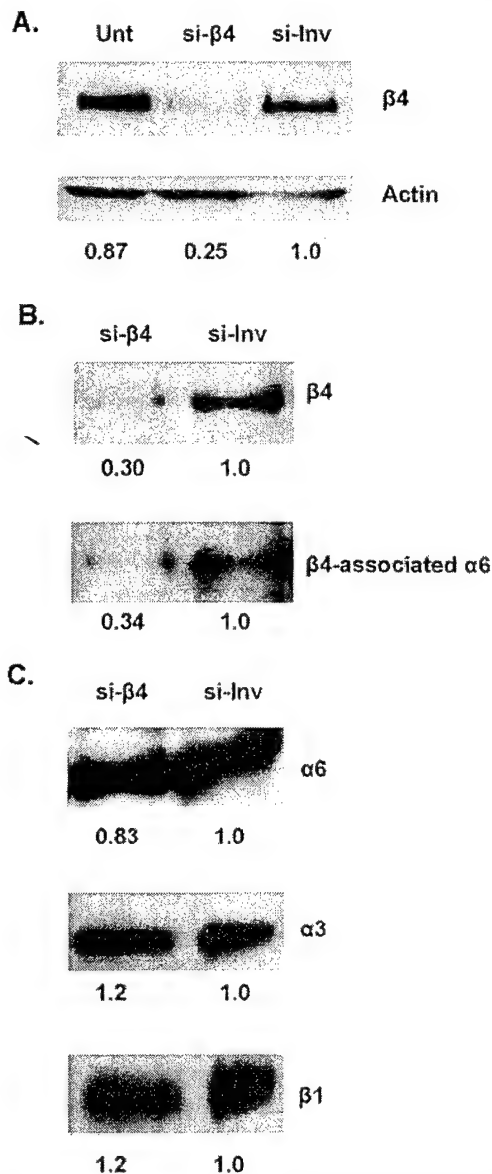 A.
Unt si-β4 si-Inv
β4
Actin
0.87 0.25 1.0
B.
si-β4 si-Inv
β4
0.30 1.0
β4-associated α6
0.34 1.0
C.
si-β4 si-Inv
α6
0.83 1.0
α3
1.2 1.0
β1
1.2 1.0